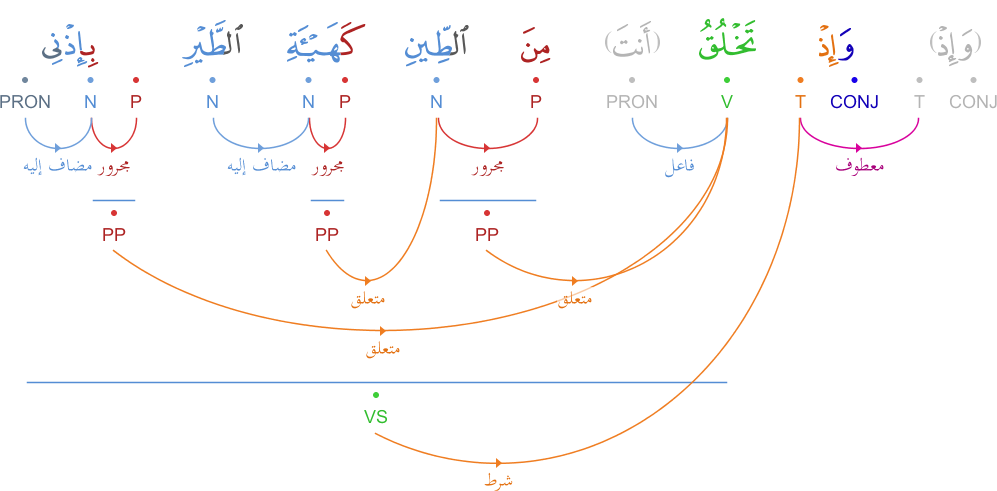 (وَإِذْ) وَإِذْ تَخْلُقُ (أَنتَ) مِنَ ٱلطِّينِ كَهَيْـَٔةِ ٱلطَّيْرِ بِإِذْنِى
CONJ T CONJ T V PRON P N P N N P N PRON
معطوف فاعل مجرور مجرور مضاف إليه مجرور مضاف إليه
PP PP PP
متعلق متعلق
متعلق
VS
شرط